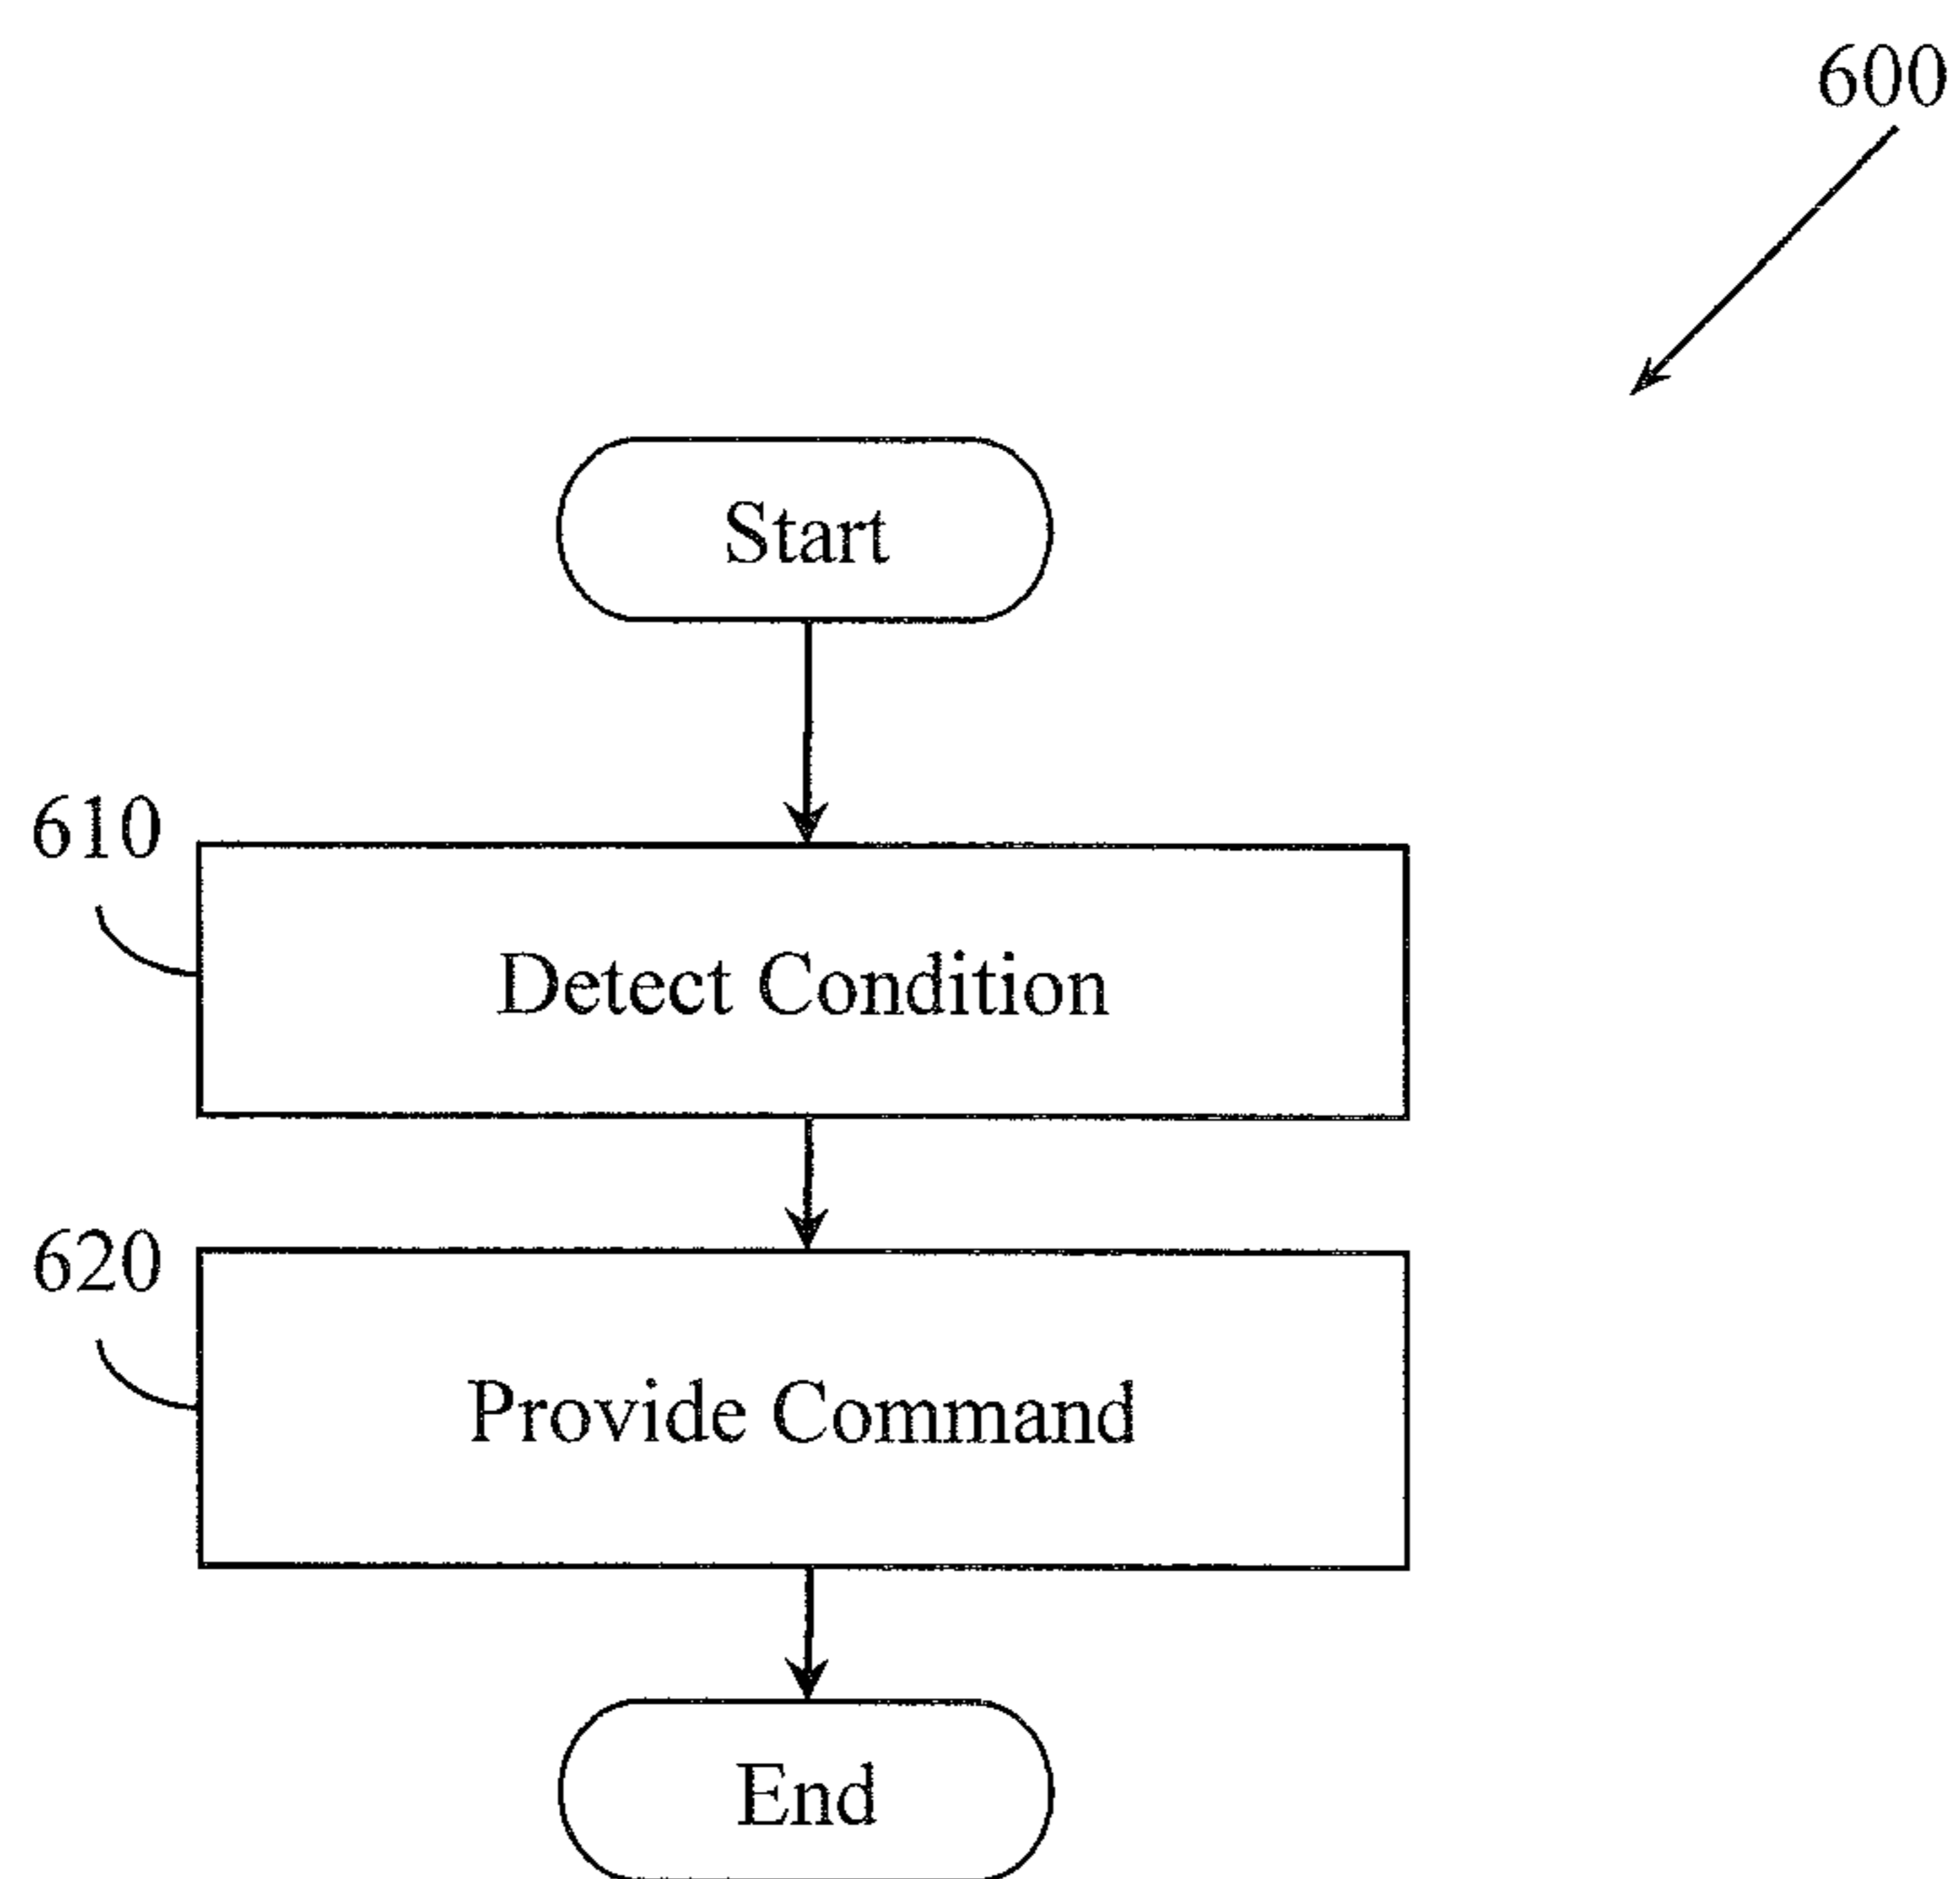 600
Start
610
Detect Condition
620
Provide Command
End